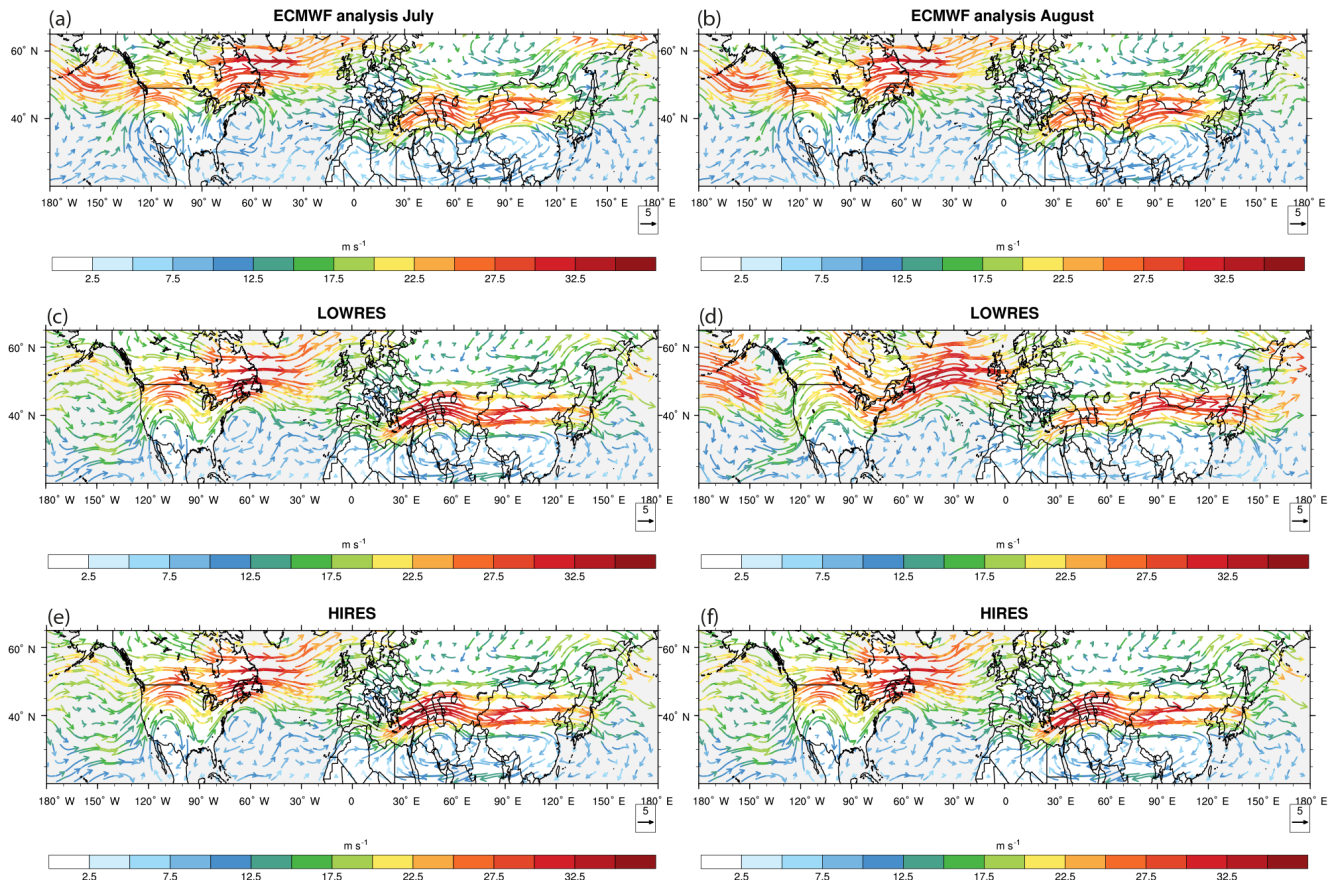 (a) ECMWF analysis July
60° N
40° N
180° W 150° W 120° W 90° W 60° W 30° W 0 30° E 60° E 90° E 120° E 150° E 180° E
5
m s⁻¹
2.5 7.5 12.5 17.5 22.5 27.5 32.5
(b) ECMWF analysis August
60° N
40° N
180° W 150° W 120° W 90° W 60° W 30° W 0 30° E 60° E 90° E 120° E 150° E 180° E
5
m s⁻¹
2.5 7.5 12.5 17.5 22.5 27.5 32.5
(c) LOWRES
60° N
40° N
180° W 150° W 120° W 90° W 60° W 30° W 0 30° E 60° E 90° E 120° E 150° E 180° E
5
m s⁻¹
2.5 7.5 12.5 17.5 22.5 27.5 32.5
(d) LOWRES
60° N
40° N
180° W 150° W 120° W 90° W 60° W 30° W 0 30° E 60° E 90° E 120° E 150° E 180° E
5
m s⁻¹
2.5 7.5 12.5 17.5 22.5 27.5 32.5
(e) HIRES
60° N
40° N
180° W 150° W 120° W 90° W 60° W 30° W 0 30° E 60° E 90° E 120° E 150° E 180° E
5
m s⁻¹
2.5 7.5 12.5 17.5 22.5 27.5 32.5
(f) HIRES
60° N
40° N
180° W 150° W 120° W 90° W 60° W 30° W 0 30° E 60° E 90° E 120° E 150° E 180° E
5
m s⁻¹
2.5 7.5 12.5 17.5 22.5 27.5 32.5